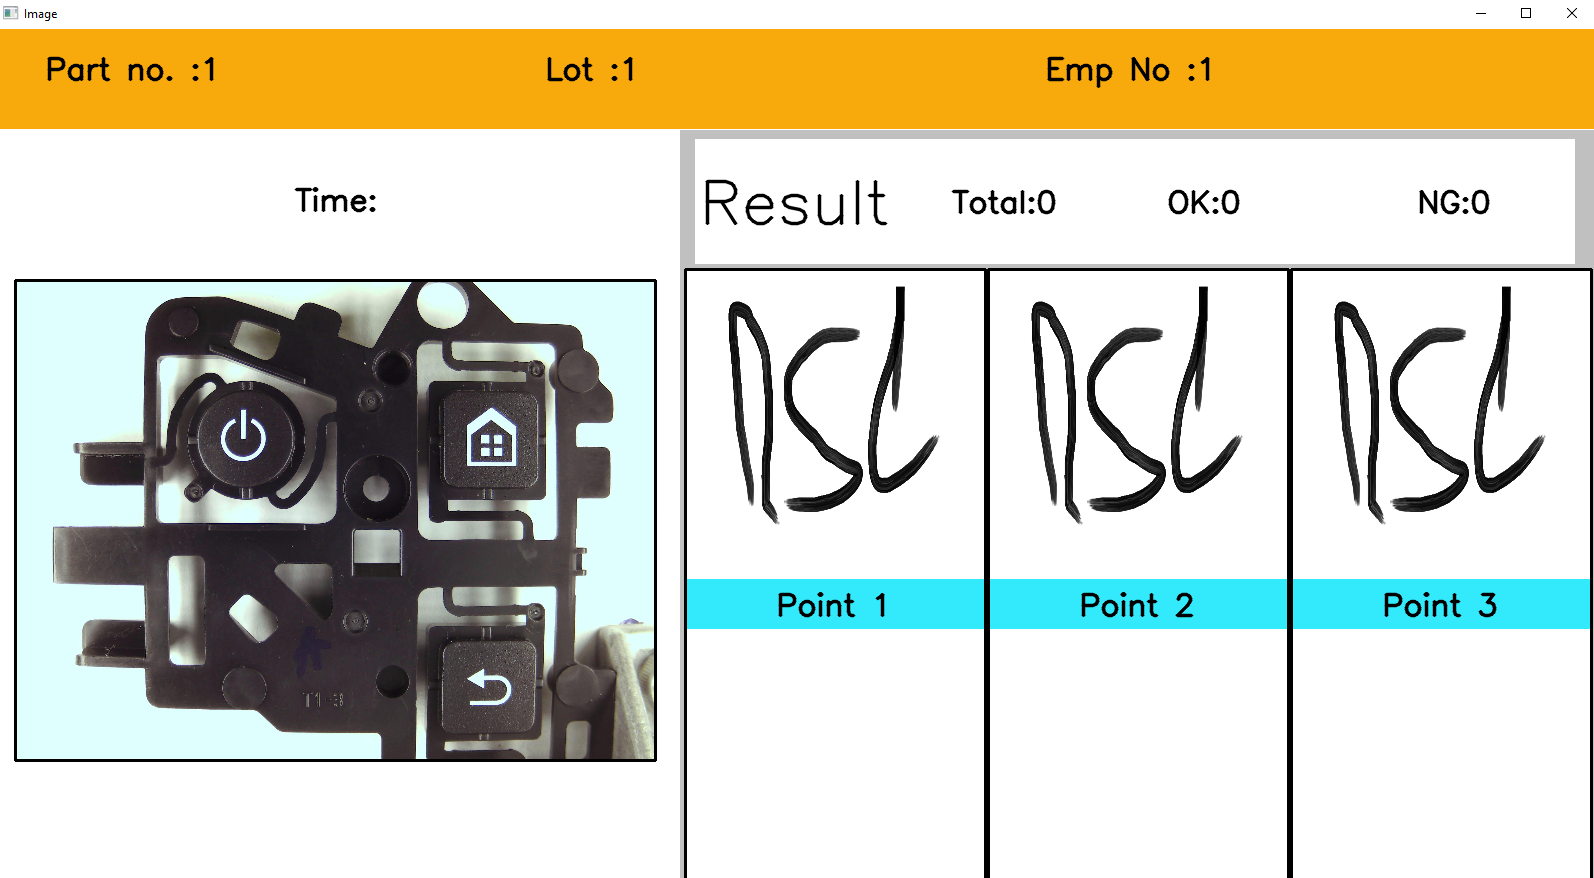 Image
Part no. :1 Lot :1 Emp No :1
Time:
Result Total:0 OK:0 NG:0
Point 1 Point 2 Point 3